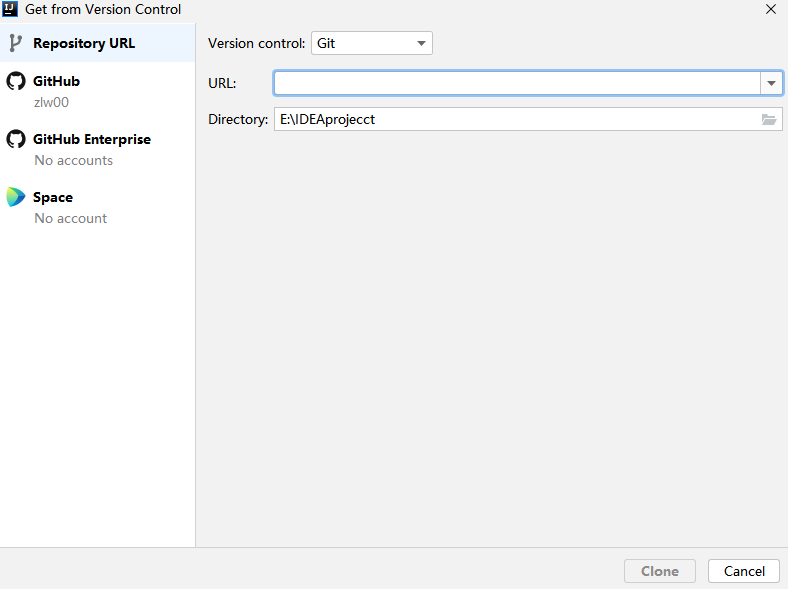 IJ
Get from Version Control
Repository URL
GitHub
zlw00
GitHub Enterprise
No accounts
Space
No account
Version control: Git
URL:
Directory: E:\IDEAprojecct
Clone
Cancel